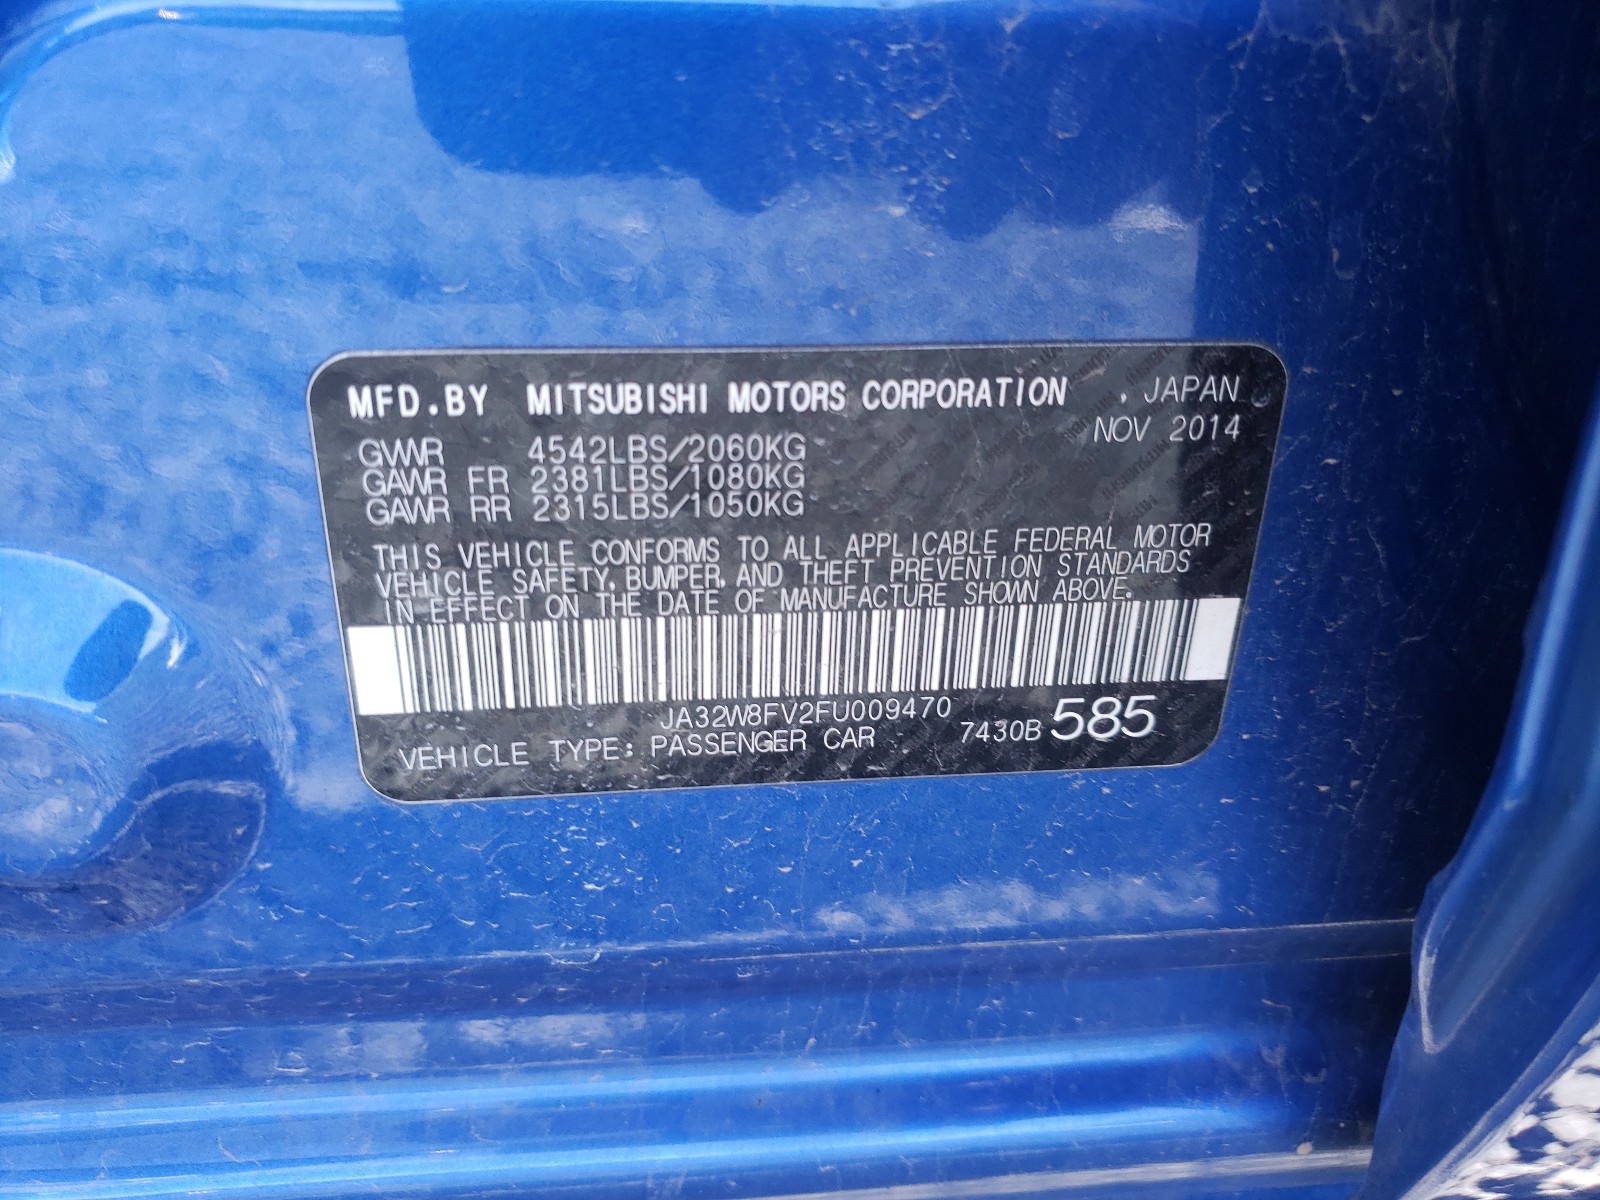 MFD.BY MITSUBISHI MOTORS CORPORATION , JAPAN
NOV 2014
GVWR 4542LBS/2060KG
GAWR FR 2381LBS/1080KG
GAWR RR 2315LBS/1050KG
THIS VEHICLE CONFORMS TO ALL APPLICABLE FEDERAL MOTOR
VEHICLE SAFETY, BUMPER, AND THEFT PREVENTION STANDARDS
IN EFFECT ON THE DATE OF MANUFACTURE SHOWN ABOVE.
JA32W8FV2FU009470
VEHICLE TYPE: PASSENGER CAR 7430B 585